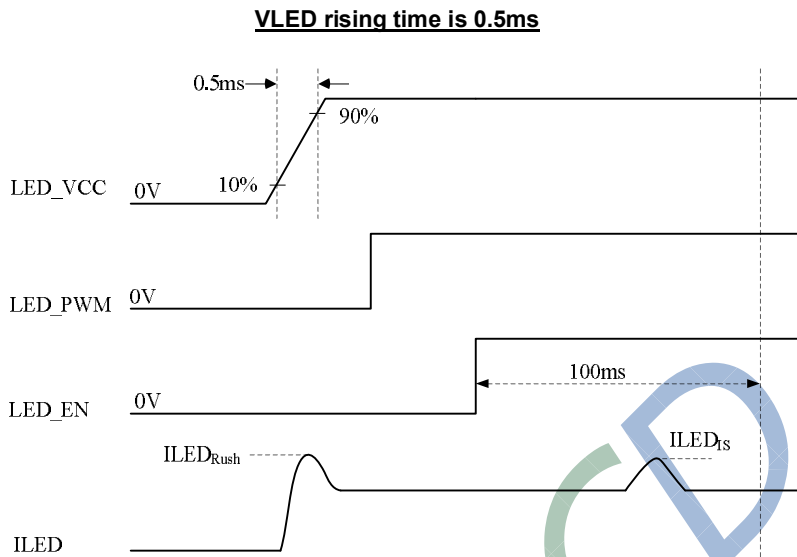 VLED rising time is 0.5ms
0.5ms
90%
10%
LED_VCC
0V
LED_PWM
0V
100ms
LED_EN
0V
ILEDRush
ILEDIS
ILED